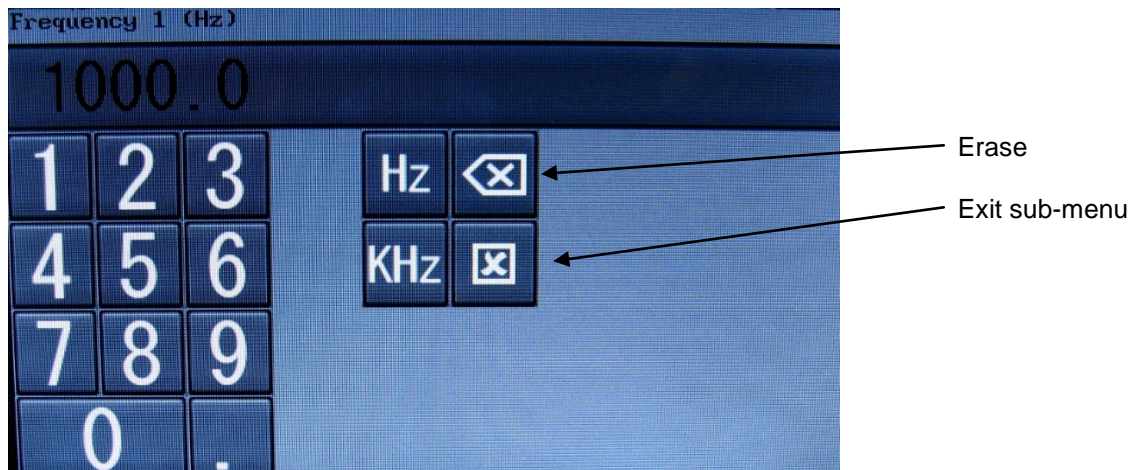 Frequency 1 (Hz)
1000.0
1 2 3 Hz
Erase
Exit sub-menu
4 5 6 KHz
7 8 9
0 .